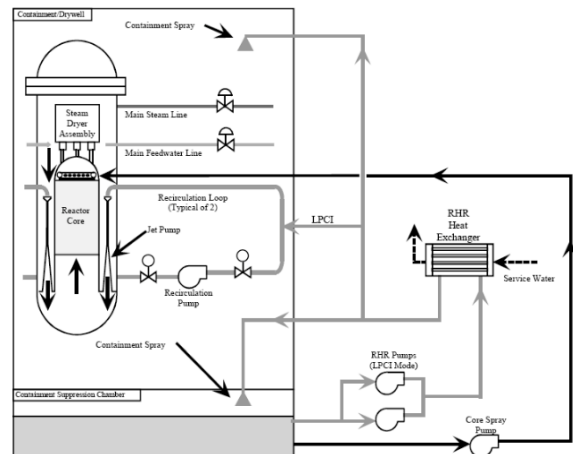 Containment/Drywell
Containment Spray
Steam
Dryer
Assembly
Main Steam Line
Main Feedwater Line
Recirculation Loop
(Typical of 2)
LPCI
RHR
Heat
Exchanger
Reactor
Core
Jet Pump
Service Water
Recirculation
Pump
Containment Spray
RHR Pumps
(LPCI Mode)
Containment Suppression Chamber
Core Spray
Pump